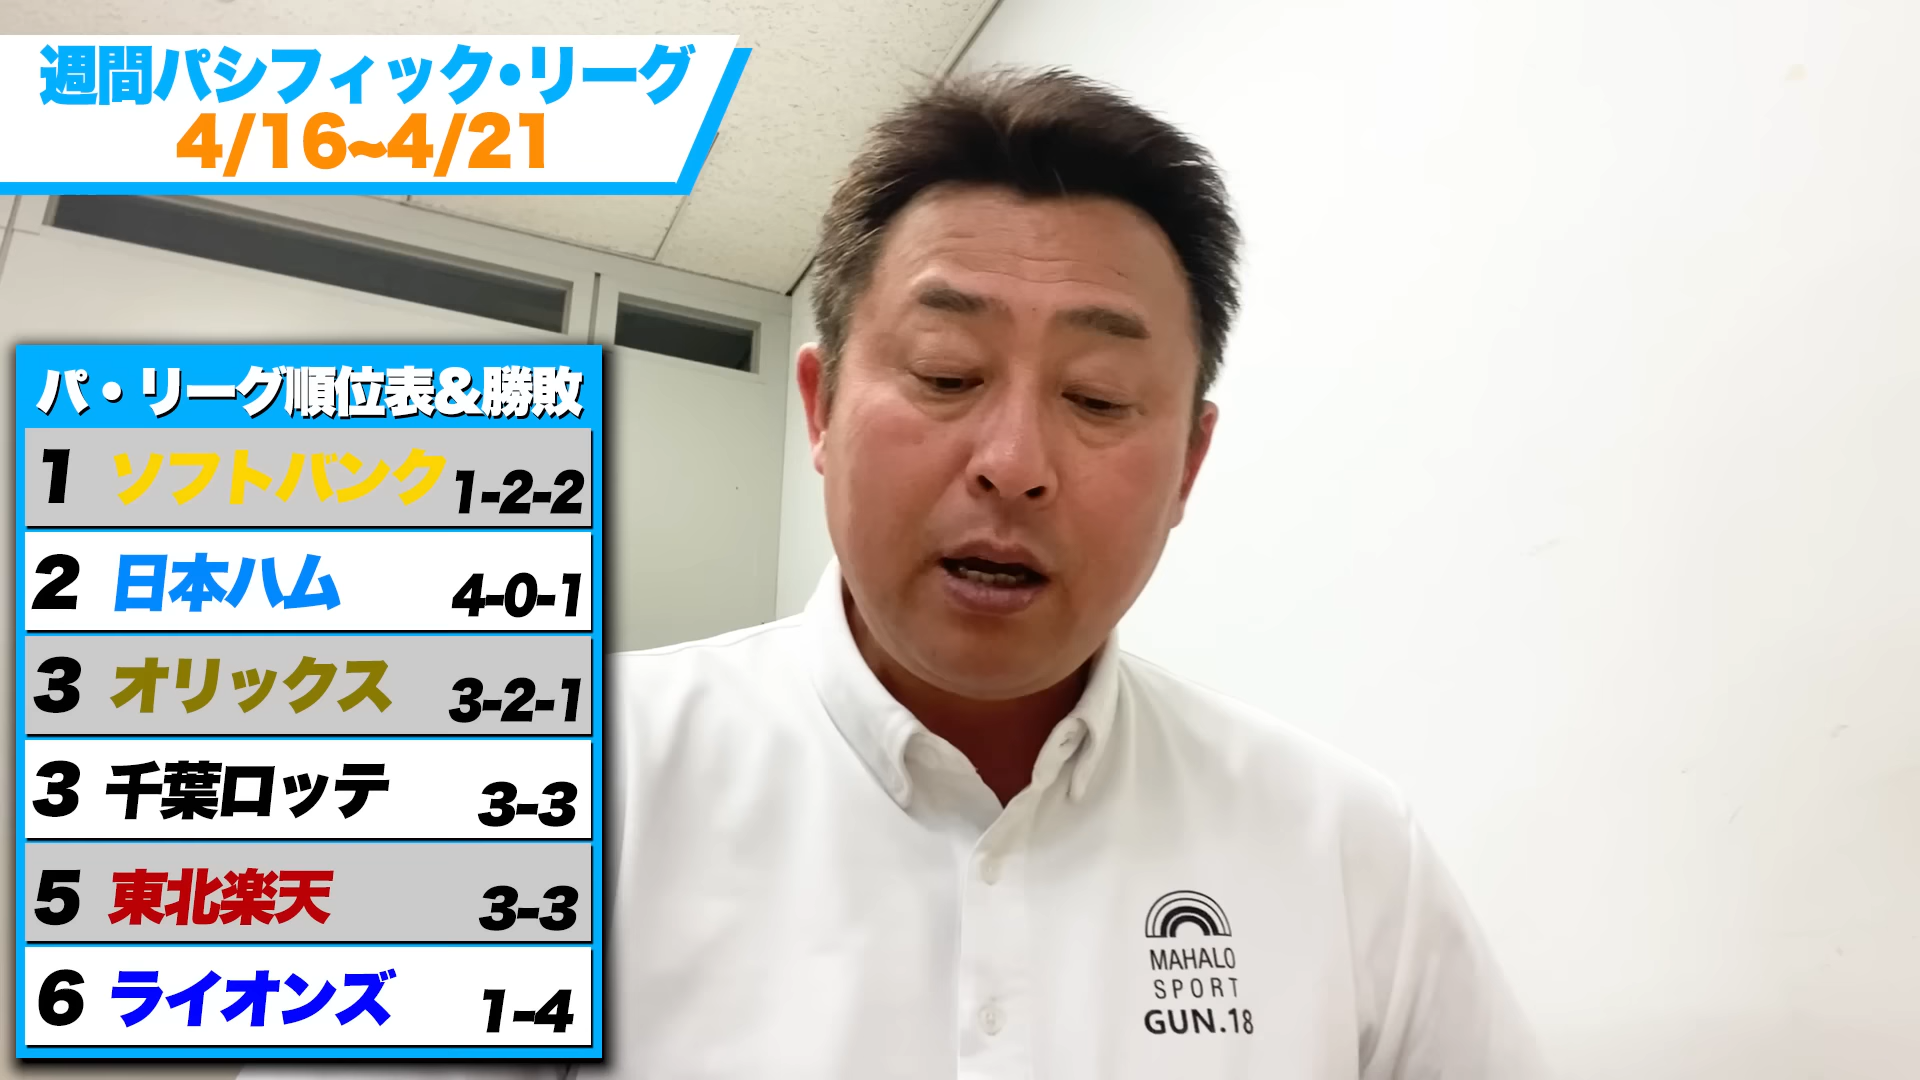 週間パシフィック・リーグ
4/16~4/21
パ・リーグ順位表&勝敗
1 ソフトバンク 1-2-2
2 日本ハム 4-0-1
3 オリックス 3-2-1
3 千葉ロッテ 3-3
5 東北楽天 3-3
6 ライオンズ 1-4
MAHALO
SPORT
GUN.18